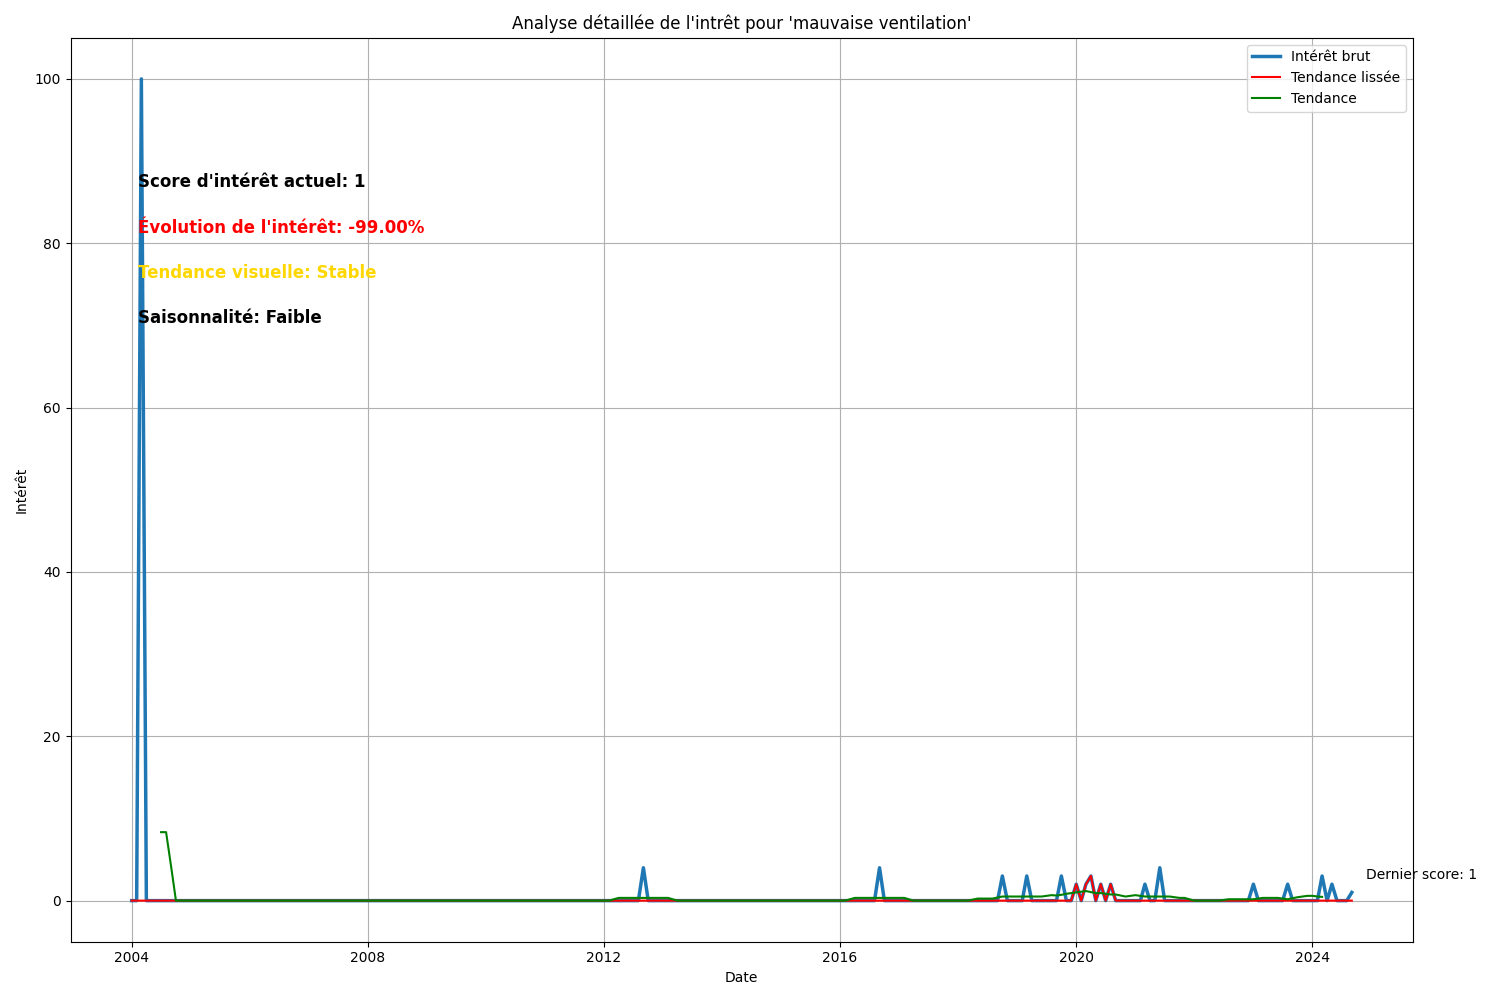 Analyse détaillée de l'intrêt pour 'mauvaise ventilation'
Intérêt brut
Tendance lissée
Tendance
Score d'intérêt actuel: 1
Évolution de l'intérêt: -99.00%
Tendance visuelle: Stable
Saisonnalité: Faible
Dernier score: 1
Intérêt
100
80
60
40
20
0
2004
2008
2012
2016
2020
2024
Date